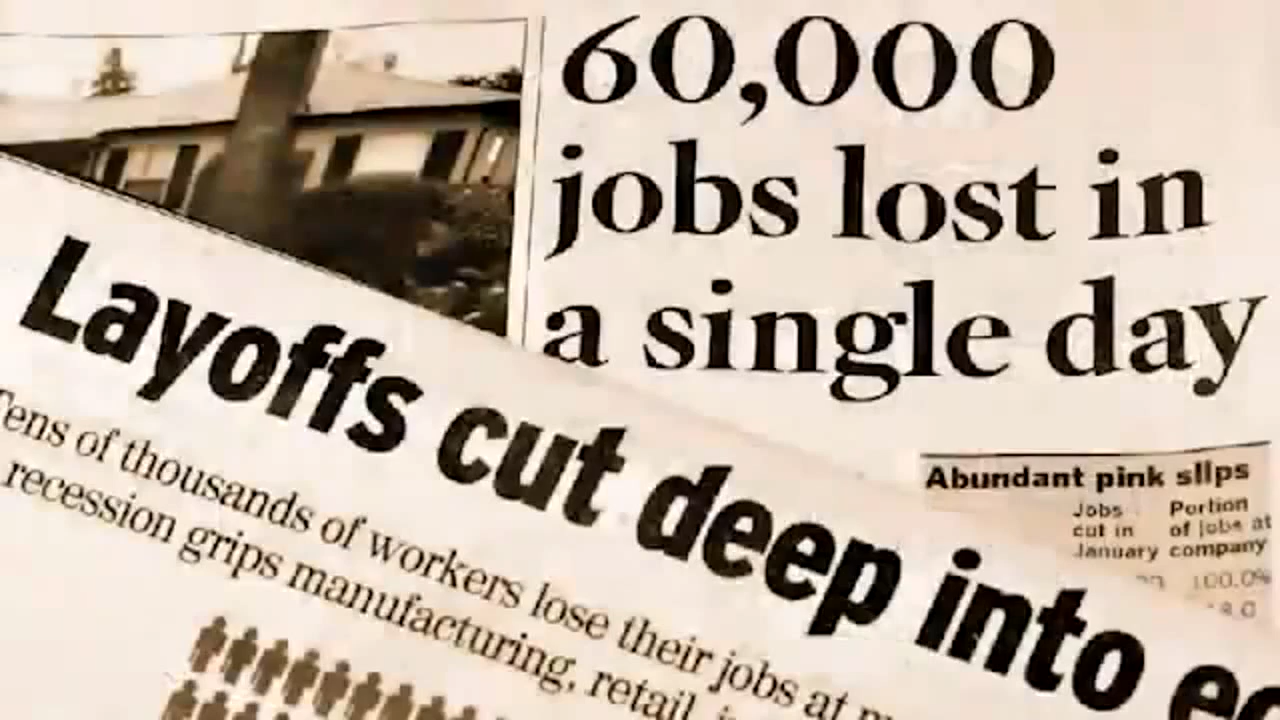 60,000
jobs lost in
a single day
Layoffs cut deep into
Tens of thousands of workers lose their jobs at
recession grips manufacturing, retail,
Abundant pink slips
Jobs Portion
cut in of jobs at
January company
100.0%